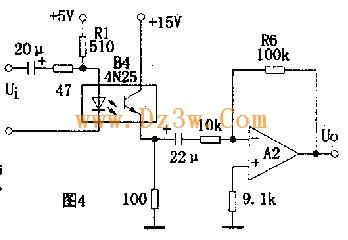 +5V
+15V
R1
510
B4
4N25
20μ
+
47
Ui
R6
100k
www.Dz3w.com
+
22μ
10k
-
+
A2
Uo
100
9.1k
图4